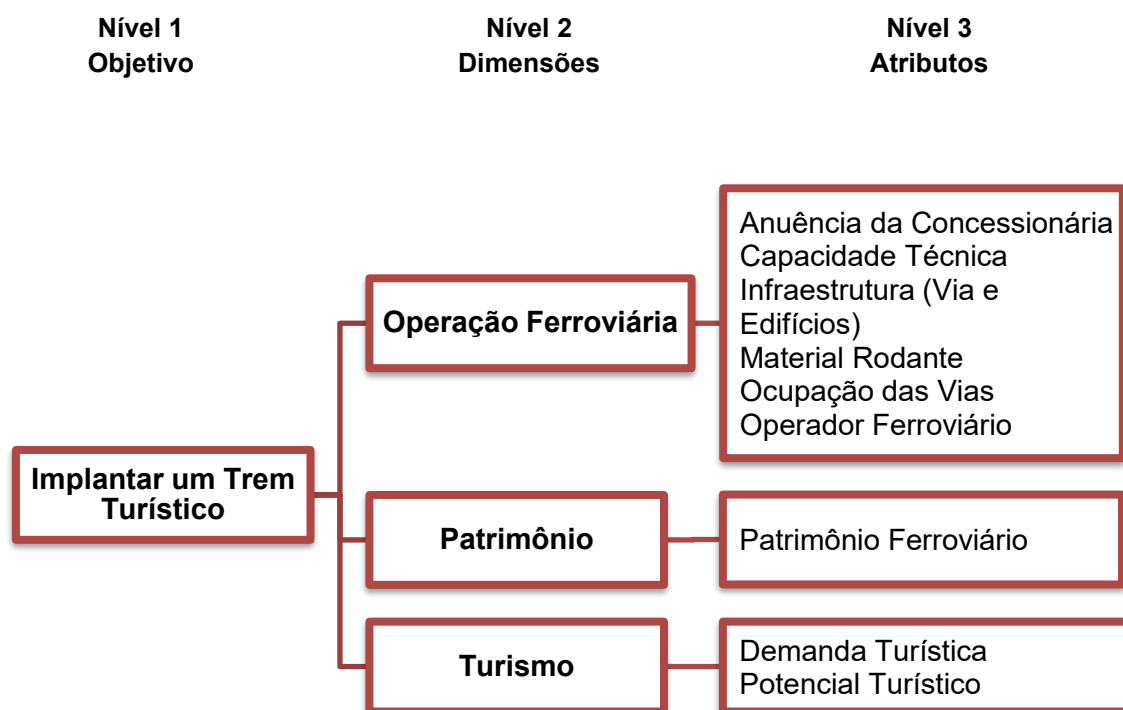 Nível 1
Objetivo
Nível 2
Dimensões
Nível 3
Atributos
Implantar um Trem
Turístico
Operação Ferroviária
Anuência da Concessionária
Capacidade Técnica
Infraestrutura (Via e
Edifícios)
Material Rodante
Ocupação das Vias
Operador Ferroviário
Patrimônio
Patrimônio Ferroviário
Turismo
Demanda Turística
Potencial Turístico